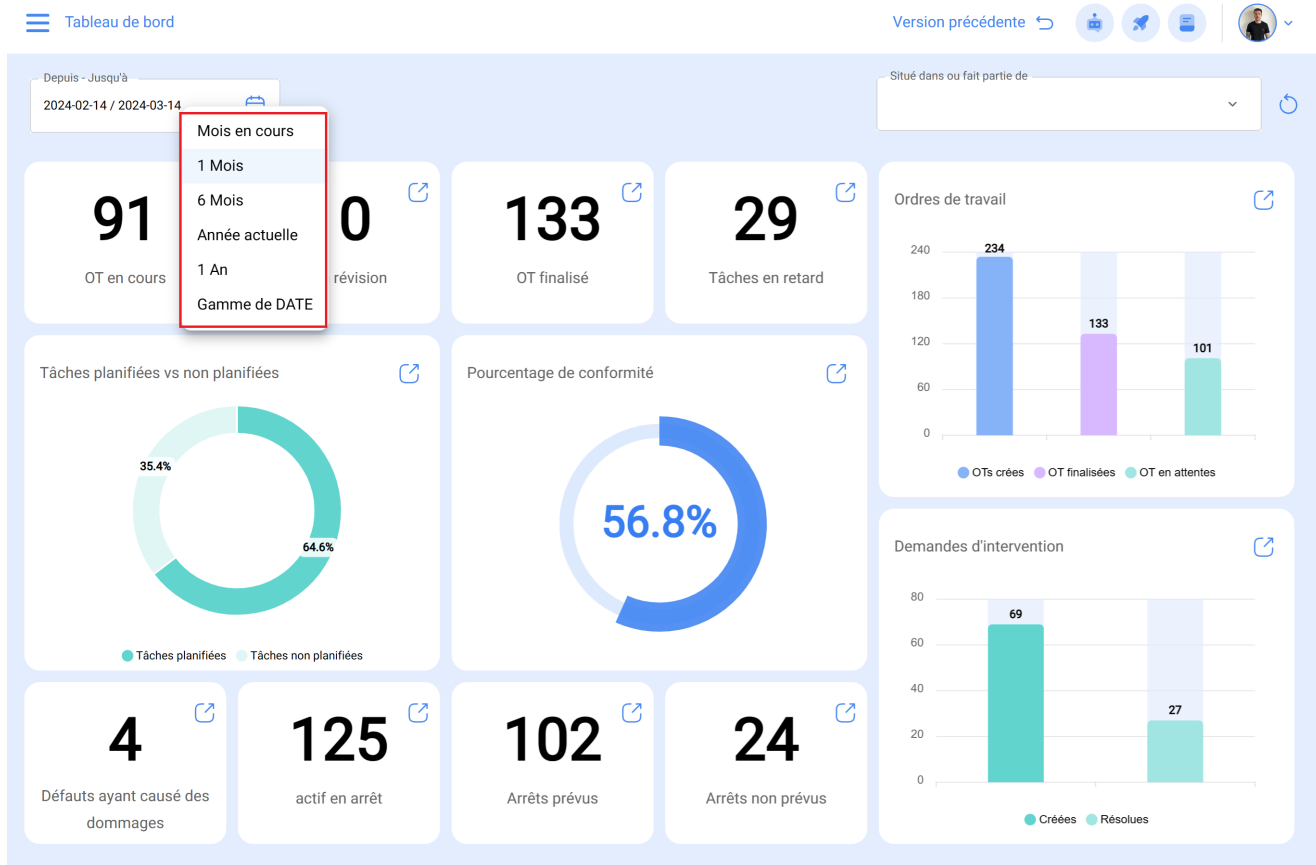 Tableau de bord
Version précédente
Depuis - Jusqu'à
2024-02-14 / 2024-03-14
Situé dans ou fait partie de
Mois en cours
1 Mois
6 Mois
Année actuelle
1 An
Gamme de DATE
91
OT en cours
0
révision
133
OT finalisé
29
Tâches en retard
Ordres de travail
240
180
120
60
0
234
133
101
OTs crées
OT finalisées
OT en attentes
Tâches planifiées vs non planifiées
35.4%
64.6%
Tâches planifiées
Tâches non planifiées
Pourcentage de conformité
56.8%
Demandes d'intervention
80
60
40
20
0
69
27
Créées
Résolues
4
Défauts ayant causé des
dommages
125
actif en arrêt
102
Arrêts prévus
24
Arrêts non prévus